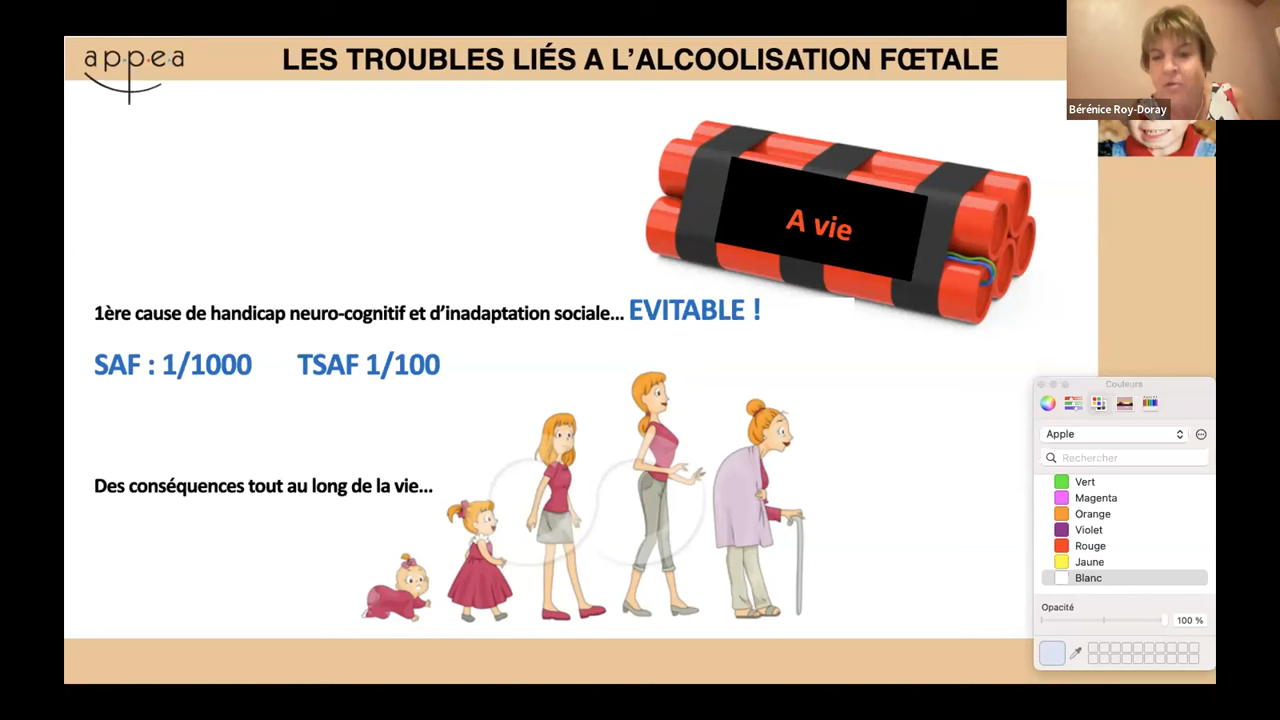 appea
LES TROUBLES LIÉS A L’ALCOOLISATION FŒTALE
Bérénice Roy-Doray
A vie
1ère cause de handicap neuro-cognitif et d’inadaptation sociale... EVITABLE !
SAF : 1/1000 TSAF 1/100
Des conséquences tout au long de la vie...
Couleurs
Apple
Rechercher
Vert
Magenta
Orange
Violet
Rouge
Jaune
Blanc
Opacité
100 %